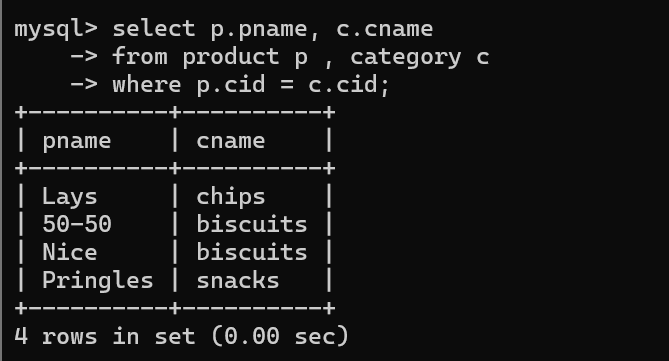 mysql> select p.pname, c.cname
    -> from product p , category c
    -> where p.cid = c.cid;
+----------+----------+
| pname    | cname    |
+----------+----------+
| Lays     | chips    |
| 50-50    | biscuits |
| Nice     | biscuits |
| Pringles | snacks   |
+----------+----------+
4 rows in set (0.00 sec)